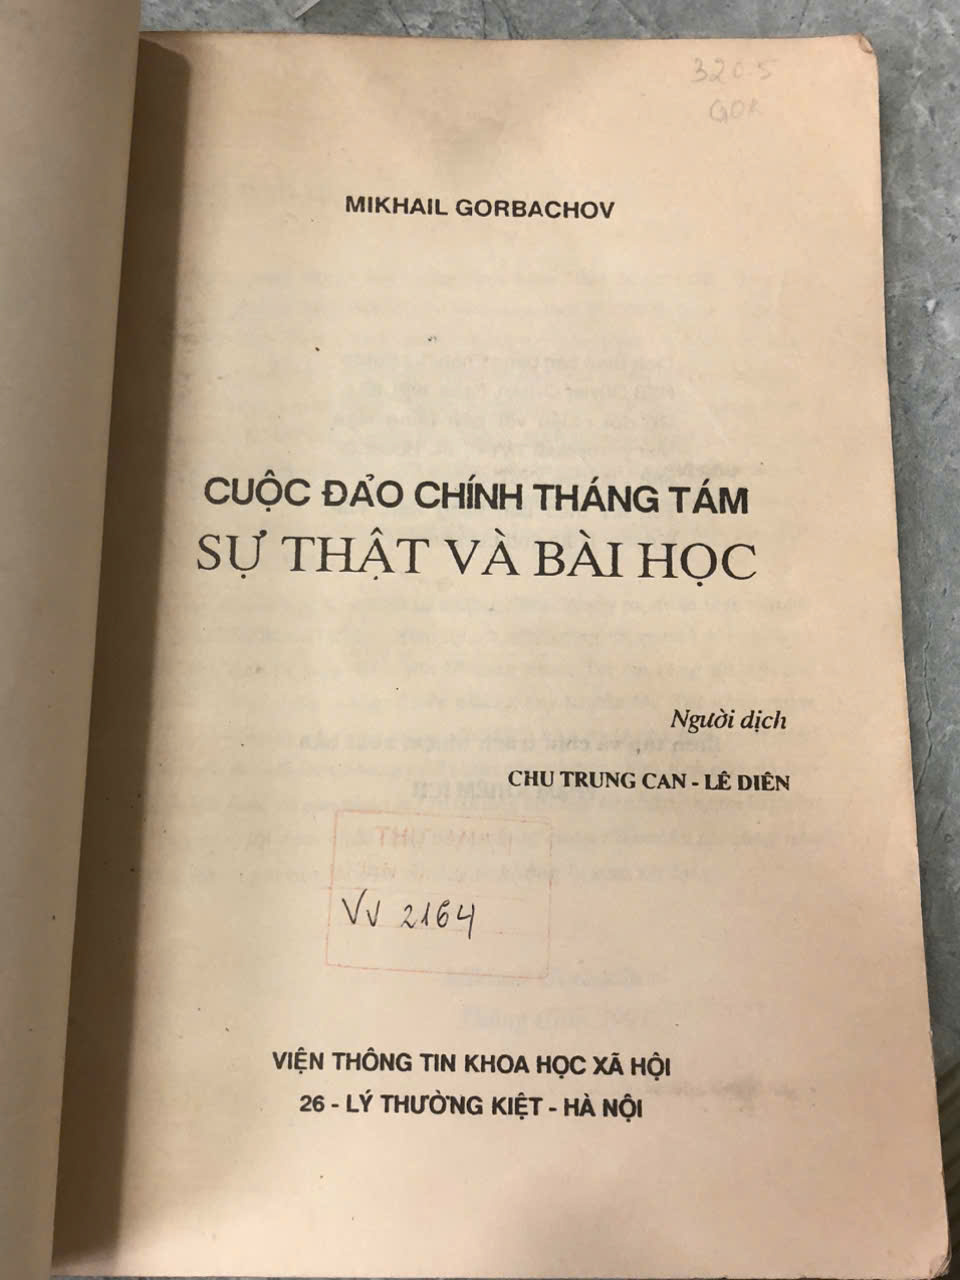 320.5
GOR
MIKHAIL GORBACHOV
CUỘC ĐẢO CHÍNH THÁNG TÁM
SỰ THẬT VÀ BÀI HỌC
Người dịch
CHU TRUNG CAN - LÊ DIÊN
Vv 2164
VIỆN THÔNG TIN KHOA HỌC XÃ HỘI
26 - LÝ THƯỜNG KIỆT - HÀ NỘI